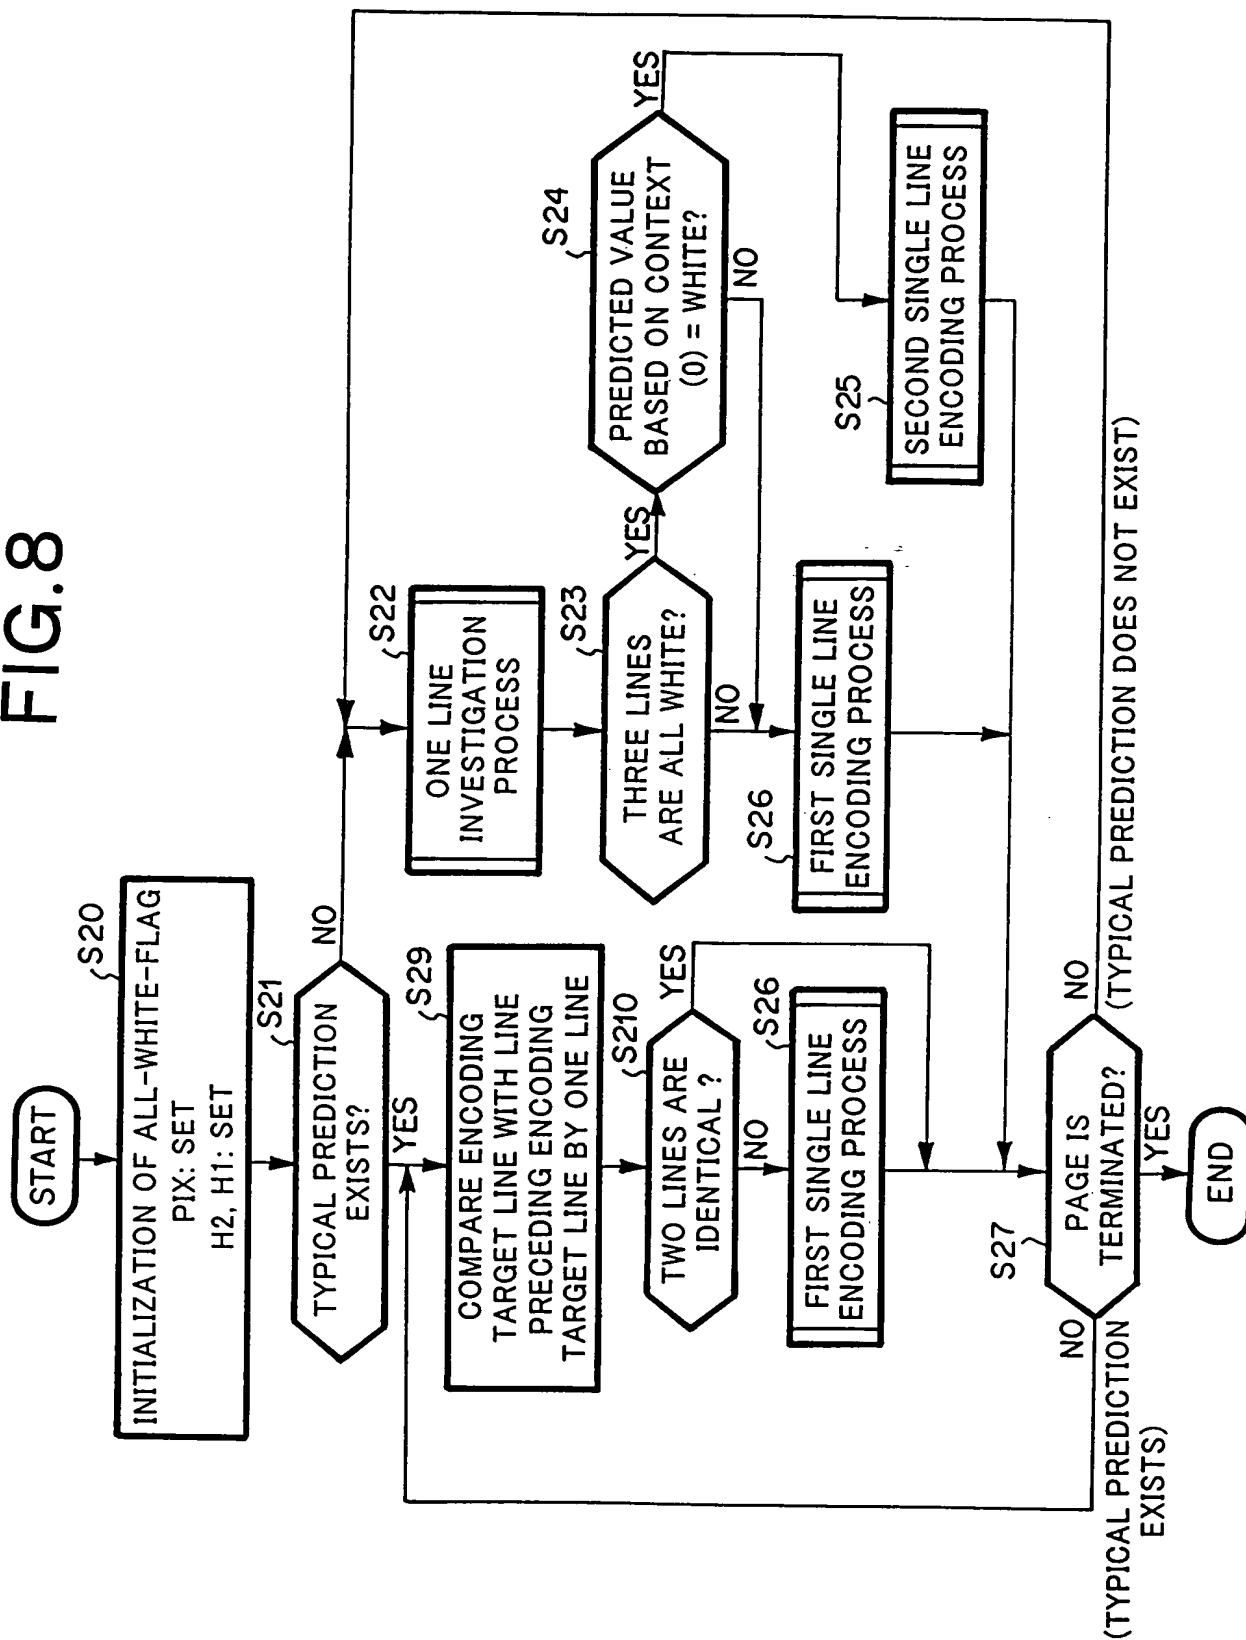 FIG.8
START
S20
INITIALIZATION OF ALL-WHITE-FLAG
PIX: SET
H2, H1: SET
S21
TYPICAL PREDICTION
EXISTS?
NO
YES
S29
COMPARE ENCODING
TARGET LINE WITH LINE
PRECEDING ENCODING
TARGET LINE BY ONE LINE
S210
TWO LINES ARE
IDENTICAL ?
YES
NO
S26
FIRST SINGLE LINE
ENCODING PROCESS
S22
ONE LINE
INVESTIGATION
PROCESS
S23
THREE LINES
ARE ALL WHITE?
YES
NO
S24
PREDICTED VALUE
BASED ON CONTEXT
(0) = WHITE?
YES
NO
S26
FIRST SINGLE LINE
ENCODING PROCESS
S25
SECOND SINGLE LINE
ENCODING PROCESS
S27
PAGE IS
TERMINATED?
NO
(TYPICAL PREDICTION
EXISTS)
NO
(TYPICAL PREDICTION DOES NOT EXIST)
YES
END